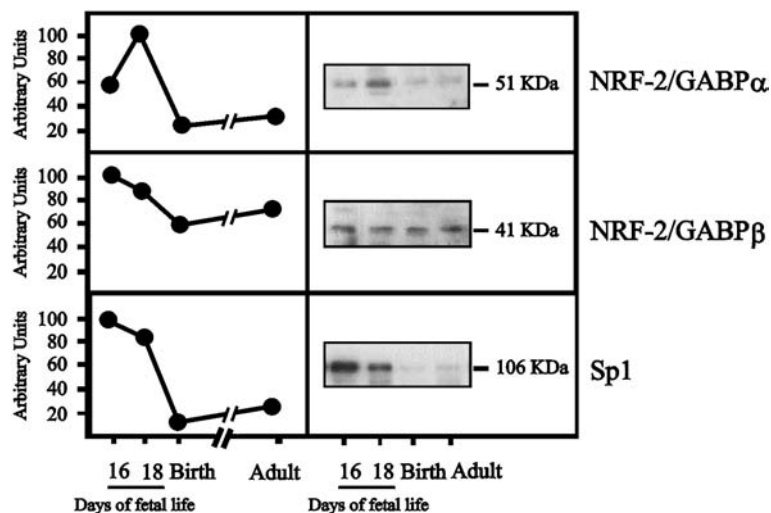 Arbitrary Units
100
80
60
40
20
51 KDa
NRF-2/GABPα
Arbitrary Units
100
80
60
40
20
41 KDa
NRF-2/GABPβ
Arbitrary Units
100
80
60
40
20
106 KDa
Sp1
16 18 Birth Adult
Days of fetal life
16 18 Birth Adult
Days of fetal life